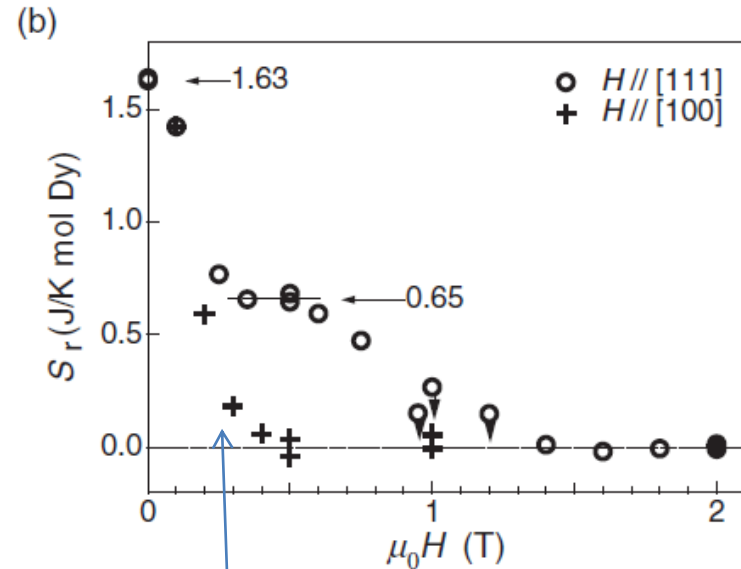 (b)
1.63
H // [111]
H // [100]
1.5
1.0
0.65
0.5
0.0
S_r (J/K mol Dy)
0 1 2
μ₀H (T)